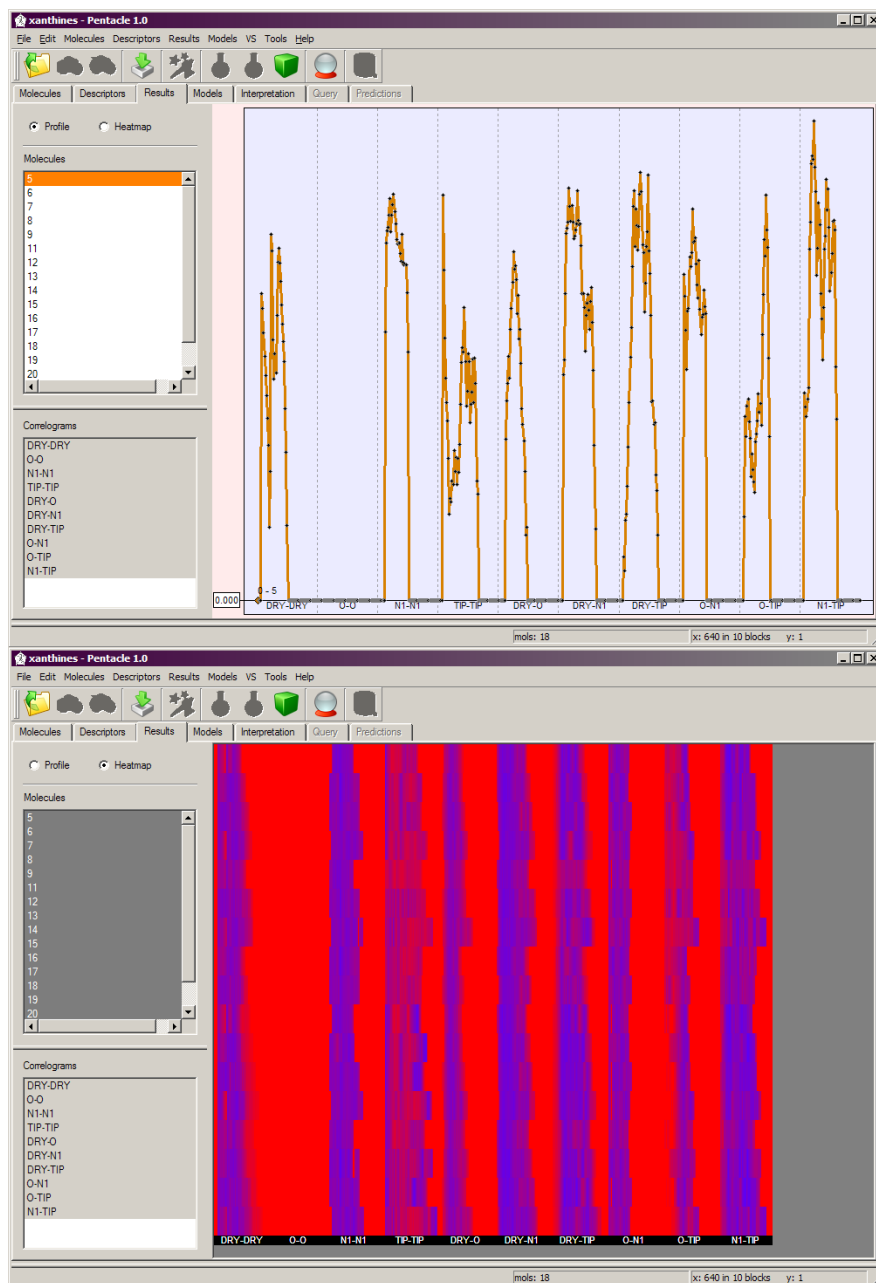 xanthines - Pentacle 1.0
File Edit Molecules Descriptors Results Models VS Tools Help
Molecules Descriptors Results Models Interpretation Query Predictions
Profile Heatmap
Molecules
5
6
7
8
9
11
12
13
14
15
16
17
18
19
20
Correlograms
DRY-DRY
O-O
N1-N1
TIP-TIP
DRY-O
DRY-N1
DRY-TIP
O-N1
O-TIP
N1-TIP
0 - 5
0.000
DRY-DRY O-O N1-N1 TIP-TIP DRY-O DRY-N1 DRY-TIP O-N1 O-TIP N1-TIP
mols: 18 x: 640 in 10 blocks y: 1
xanthines - Pentacle 1.0
File Edit Molecules Descriptors Results Models VS Tools Help
Molecules Descriptors Results Models Interpretation Query Predictions
Profile Heatmap
Molecules
5
6
7
8
9
11
12
13
14
15
16
17
18
19
20
Correlograms
DRY-DRY
O-O
N1-N1
TIP-TIP
DRY-O
DRY-N1
DRY-TIP
O-N1
O-TIP
N1-TIP
DRY-DRY O-O N1-N1 TIP-TIP DRY-O DRY-N1 DRY-TIP O-N1 O-TIP N1-TIP
mols: 18 x: 640 in 10 blocks y: 1